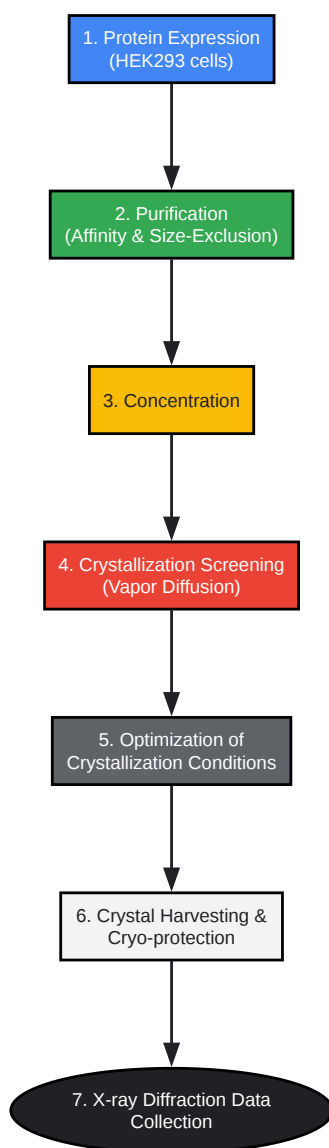 1. Protein Expression
(HEK293 cells)
2. Purification
(Affinity & Size-Exclusion)
3. Concentration
4. Crystallization Screening
(Vapor Diffusion)
5. Optimization of
Crystallization Conditions
6. Crystal Harvesting &
Cryo-protection
7. X-ray Diffraction Data
Collection